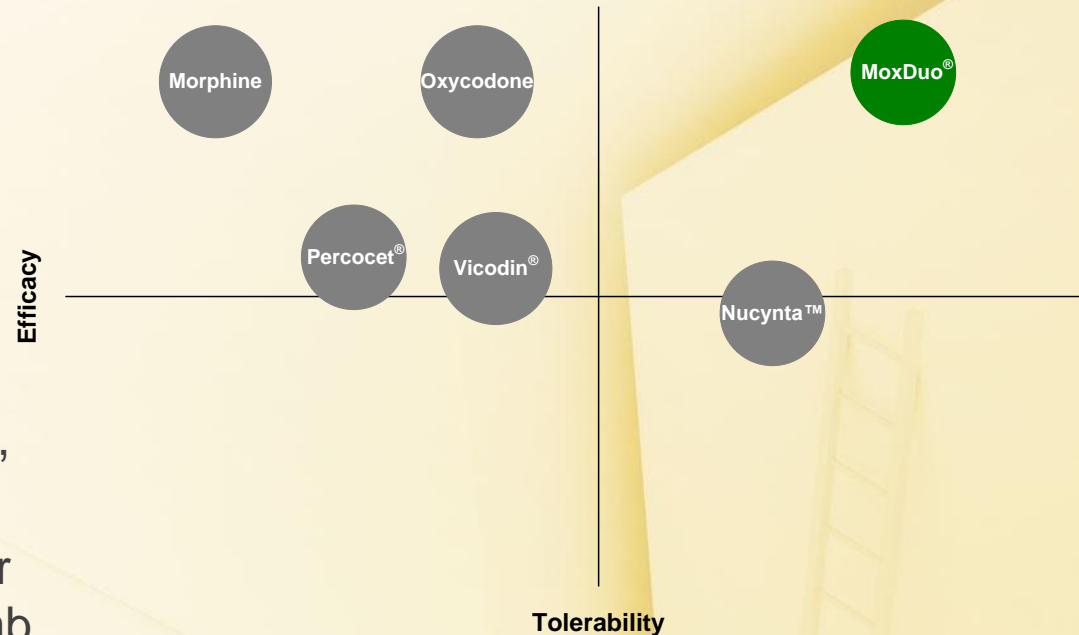 Morphine
Oxycodone
MoxDuo®
Percocet®
Vicodin®
Efficacy
Nucynta™
,
r
Tolerability